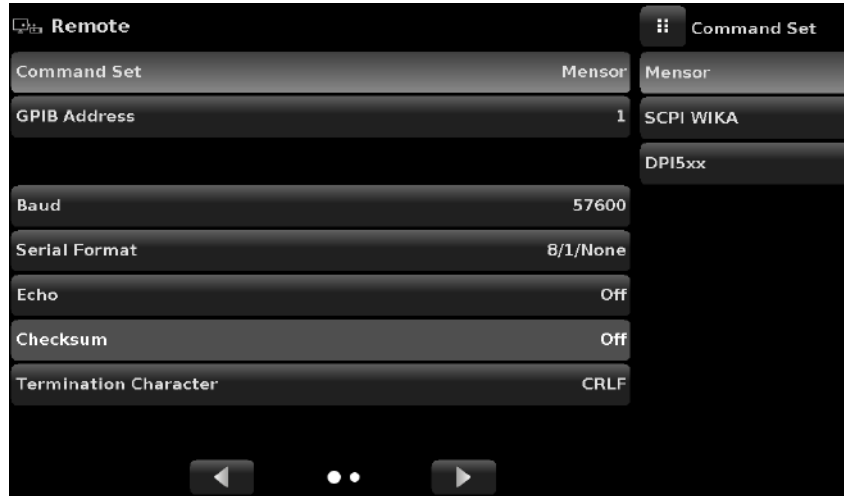 Remote
Command Set Mensor
GPIB Address 1
Baud 57600
Serial Format 8/1/None
Echo Off
Checksum Off
Termination Character CRLF
Command Set
Mensor
SCPI WIKA
DPI5xx